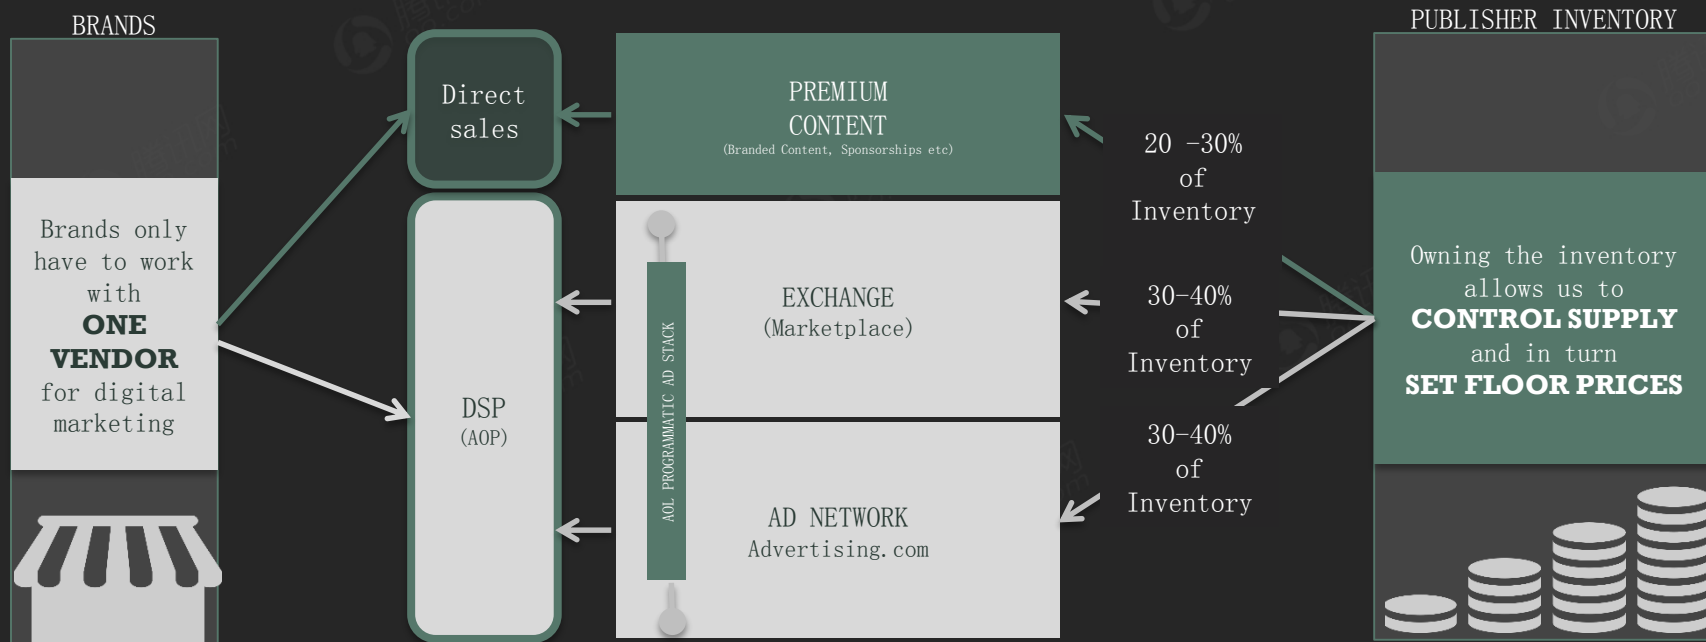 BRANDS
Brands only
have to work
with
ONE
VENDOR
for digital
marketing
Direct
sales
DSP
(AOP)
PREMIUM
CONTENT
(Branded Content, Sponsorships etc)
EXCHANGE
(Marketplace)
AOL PROGRAMMATIC AD STACK
AD NETWORK
Advertising.com
20 -30%
of
Inventory
30-40%
of
Inventory
30-40%
of
Inventory
PUBLISHER INVENTORY
Owning the inventory
allows us to
CONTROL SUPPLY
and in turn
SET FLOOR PRICES